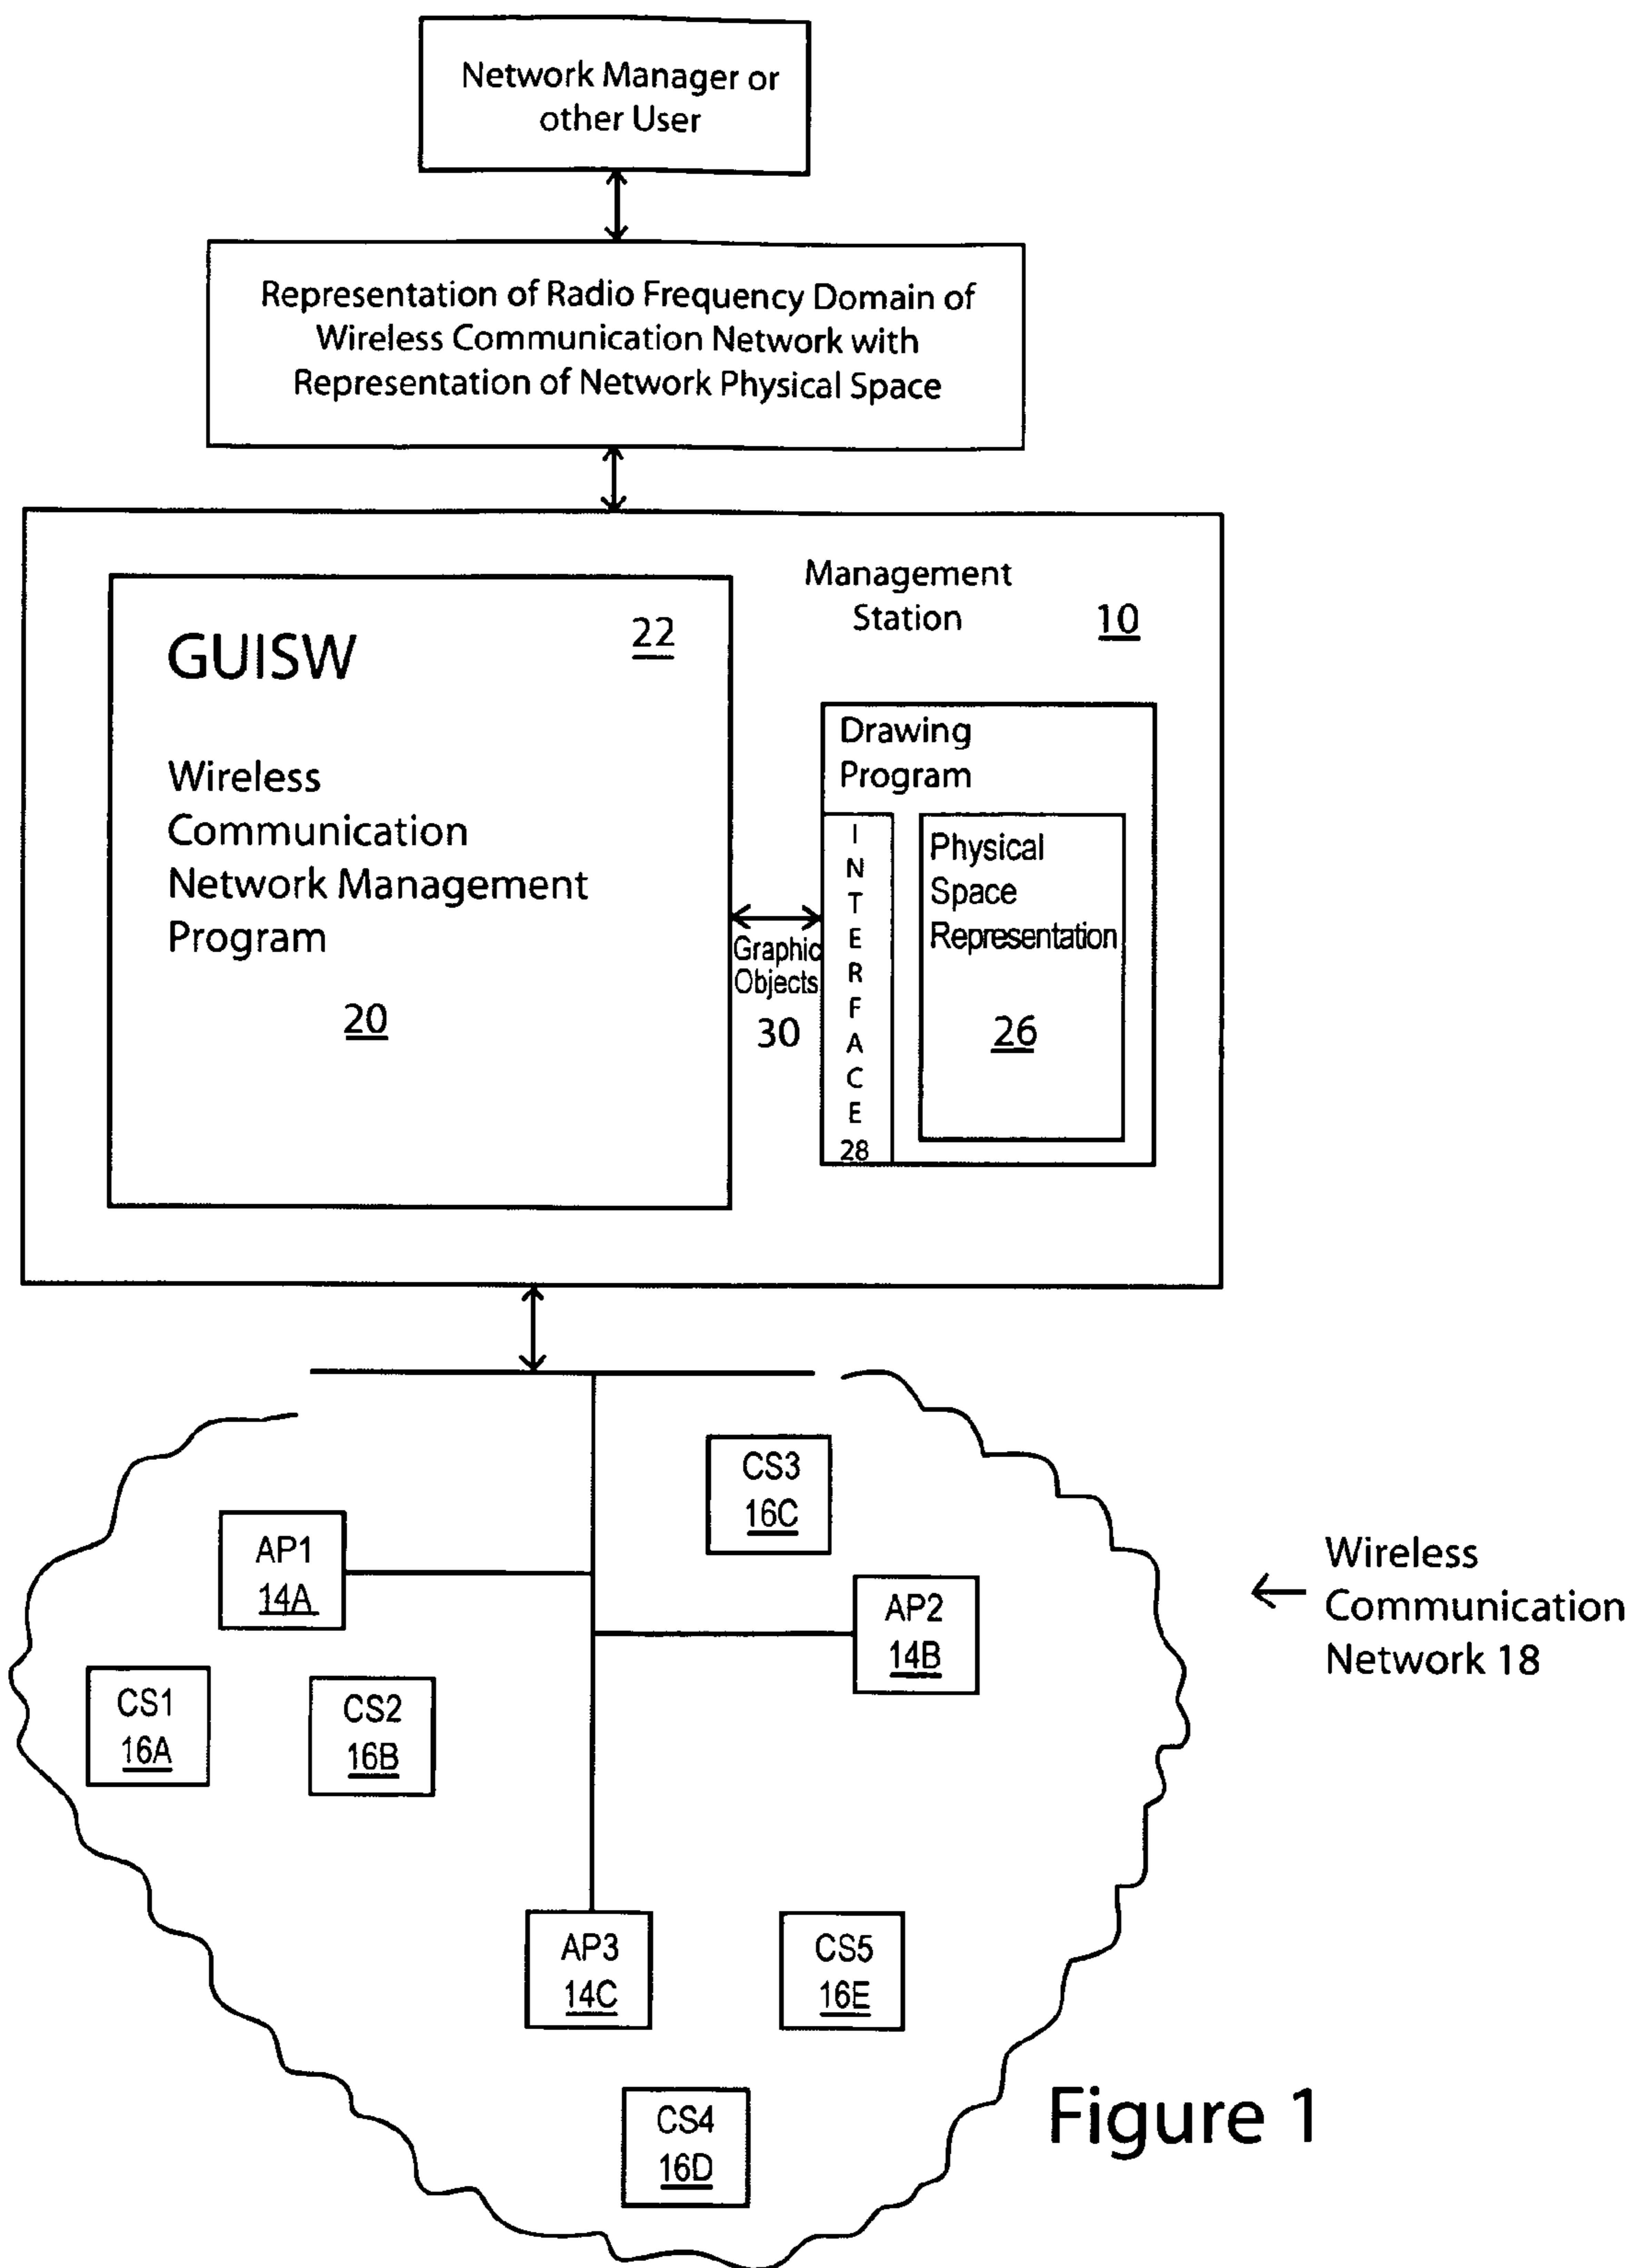 Network Manager or
other User
Representation of Radio Frequency Domain of
Wireless Communication Network with
Representation of Network Physical Space
Management
Station
10
GUISW
22
Wireless
Communication
Network Management
Program
20
Graphic
Objects
30
Drawing
Program
I
N
T
E
R
F
A
C
E
28
Physical
Space
Representation
26
CS3
16C
AP1
14A
AP2
14B
Wireless
Communication
Network 18
CS1
16A
CS2
16B
AP3
14C
CS5
16E
CS4
16D
Figure 1